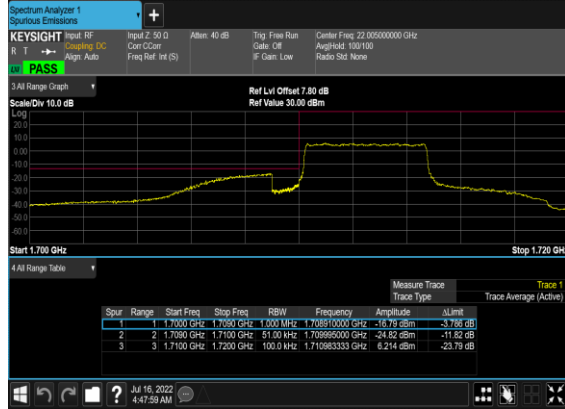 Spectrum Analyzer 1
Spurious Emissions
KEYSIGHT
R T
LW PASS
Input: RF
Coupling: DC
Align: Auto
Input Z: 50 Ω
Corr CCorr
Freq Ref: Int (S)
Atten: 40 dB
Trig: Free Run
Gate: Off
IF Gain: Low
Center Freq: 22.005000000 GHz
Avg|Hold: 100/100
Radio Std: None
3 All Range Graph
Scale/Div 10.0 dB
Ref Lvl Offset 7.80 dB
Ref Value 30.00 dBm
Log
20.0
10.0
0.00
-10.0
-20.0
-30.0
-40.0
-50.0
-60.0
Start 1.700 GHz
Stop 1.720 GHz
4 All Range Table
Measure Trace Trace 1
Trace Type Trace Average (Active)
Spur Range Start Freq Stop Freq RBW Frequency Amplitude ΔLimit
1 1 1.7000 GHz 1.7090 GHz 1.000 MHz 1.708910000 GHz -16.79 dBm -3.786 dB
2 2 1.7090 GHz 1.7100 GHz 51.00 kHz 1.709995000 GHz -24.82 dBm -11.82 dB
3 3 1.7100 GHz 1.7200 GHz 100.0 kHz 1.710983333 GHz 6.214 dBm -23.79 dB
Jul 16, 2022
4:47:59 AM